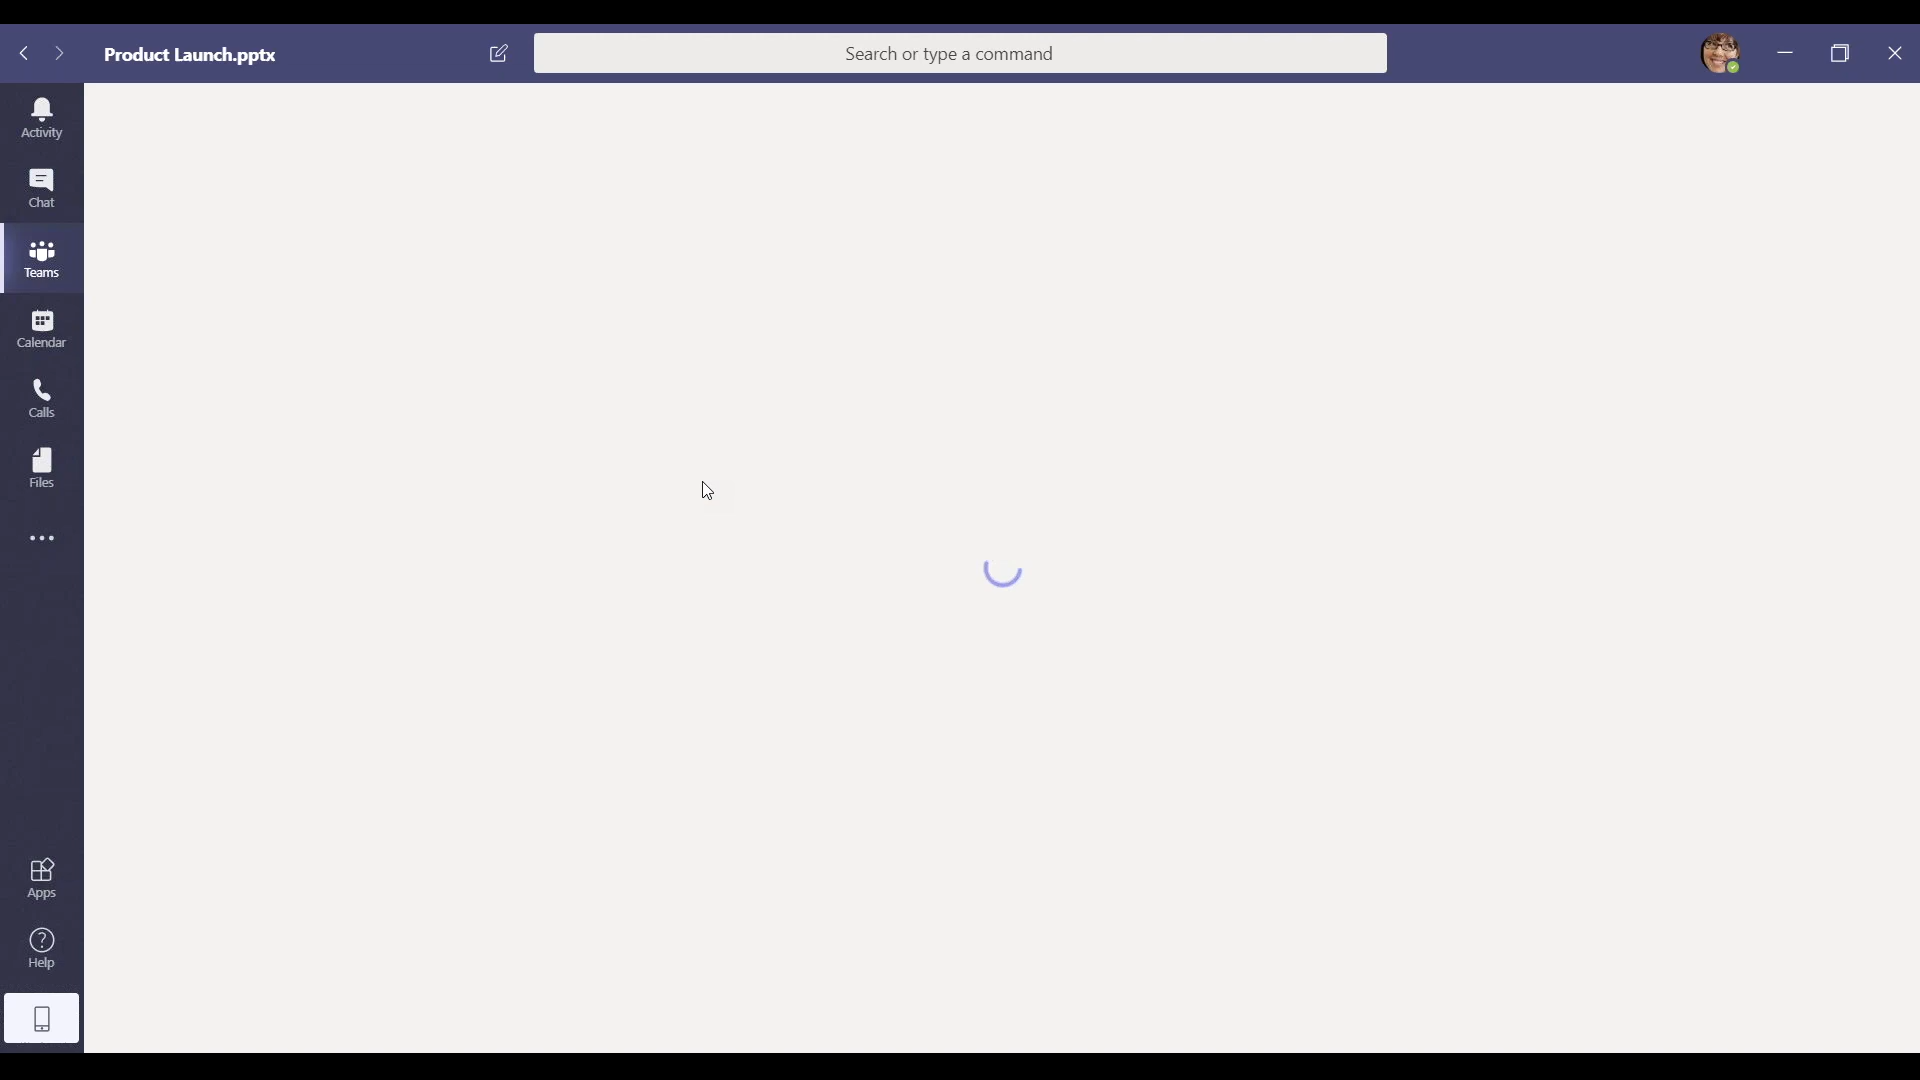 Product Launch.pptx
Search or type a command
Activity
Chat
Teams
Calendar
Calls
Files
Apps
Help